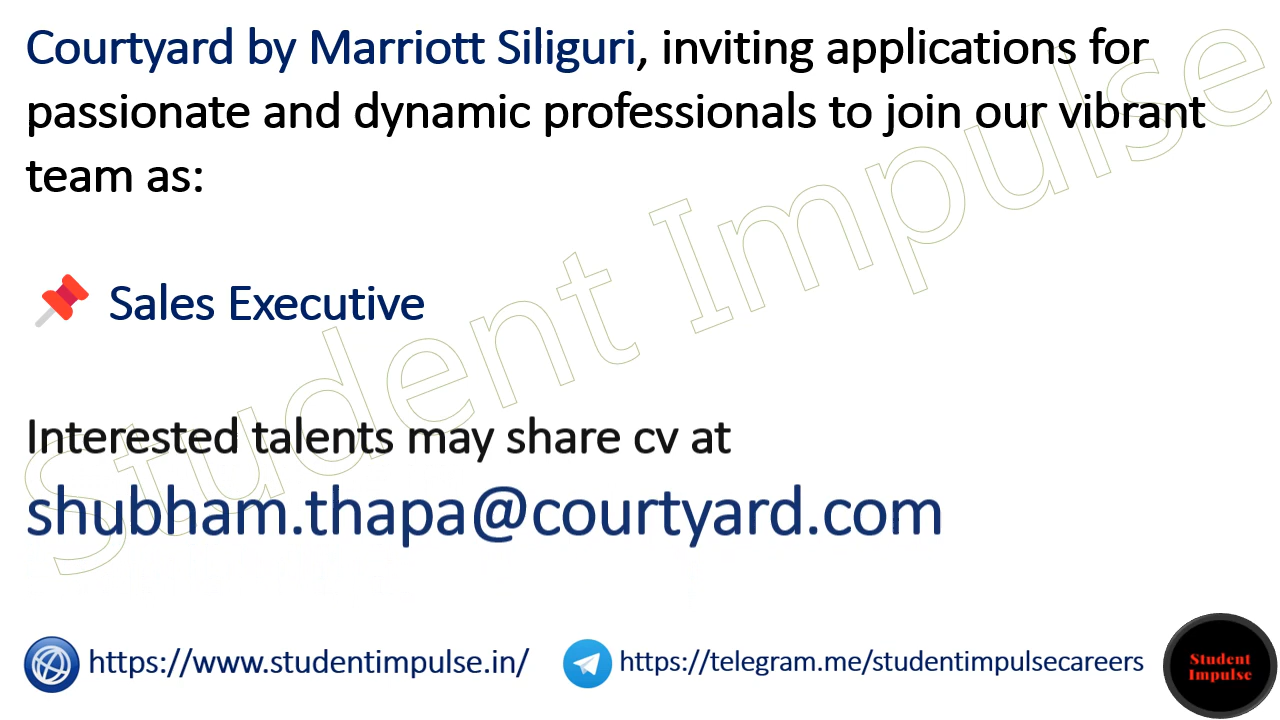 Courtyard by Marriott Siliguri, inviting applications for
passionate and dynamic professionals to join our vibrant
team as:
Sales Executive
Interested talents may share cv at
shubham.thapa@courtyard.com
https://www.studentimpulse.in/
https://telegram.me/studentimpulsecareers
Student
Impulse
Student Impulse